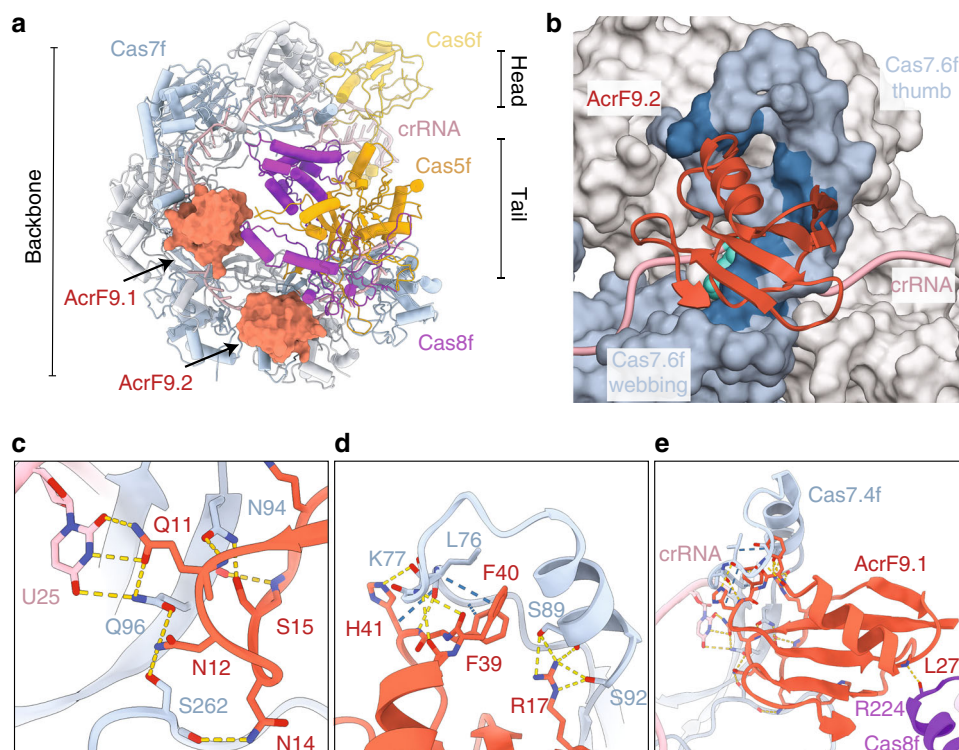 a
Cas7f
Cas6f
crRNA
Cas5f
Head
Tail
Backbone
AcrF9.1
AcrF9.2
Cas8f
b
AcrF9.2
Cas7.6f
thumb
crRNA
Cas7.6f
webbing
c
N94
Q11
U25
Q96
S15
N12
S262
N14
d
L76
K77
F40
S89
H41
F39
R17
S92
e
Cas7.4f
crRNA
AcrF9.1
L27
R224
Cas8f